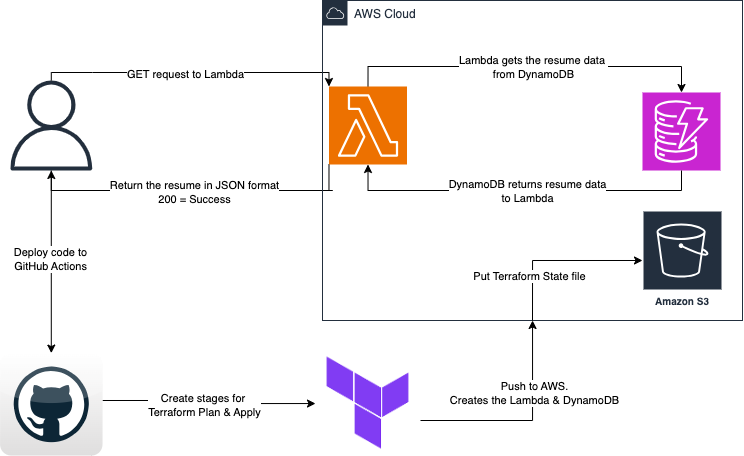 AWS Cloud
GET request to Lambda
Lambda gets the resume data
from DynamoDB
Return the resume in JSON format
200 = Success
DynamoDB returns resume data
to Lambda
Deploy code to
GitHub Actions
Put Terraform State file
Amazon S3
Create stages for
Terraform Plan & Apply
Push to AWS.
Creates the Lambda & DynamoDB